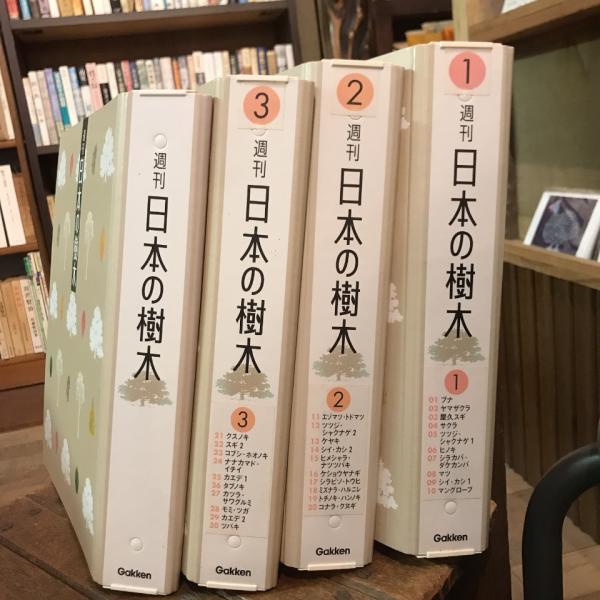 週刊
日本の樹木
Gakken
3
週刊
日本の樹木
3
21 クスノキ
22 スギ 2
23 コブシ・ホオノキ
24 ナナカマド・
イチイ
25 カエデ 1
26 タブノキ
27 カツラ・
サワグルミ
28 モミ・ツガ
29 カエデ 2
30 ツバキ
Gakken
2
週刊
日本の樹木
2
11 エゾマツ・トドマツ
12 ツツジ・
シャクナゲ 2
13 ケヤキ
14 シイ・カシ 2
15 ヒメシャラ・
ナツツバキ
16 ケショウヤナギ
17 シラビソ・トウヒ
18 ミズナラ・ハルニレ
19 トチノキ・ハンノキ
20 コナラ・クヌギ
Gakken
1
週刊
日本の樹木
1
01 ブナ
02 ヤマザクラ
03 屋久スギ
04 サクラ
05 ツツジ・
シャクナゲ 1
06 ヒノキ
07 シラカバ・
ダケカンバ
08 マツ
09 シイ・カシ 1
10 マングローブ
Gakken